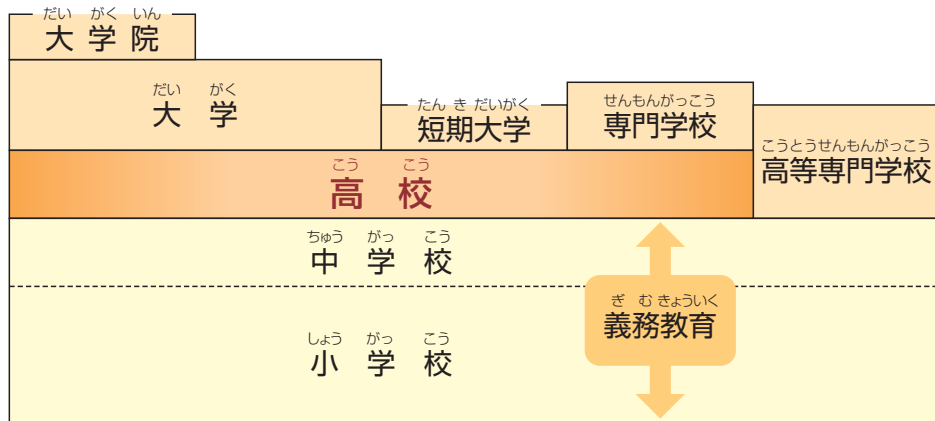 だい がく いん
大 学 院
だい がく
大 学
たん き だいがく
短期大学
せんもんがっこう
専門学校
こうとうせんもんがっこう
高等専門学校
こう こう
高 校
ちゅう がっ こう
中 学 校
ぎ む きょういく
義務教育
しょう がっ こう
小 学 校